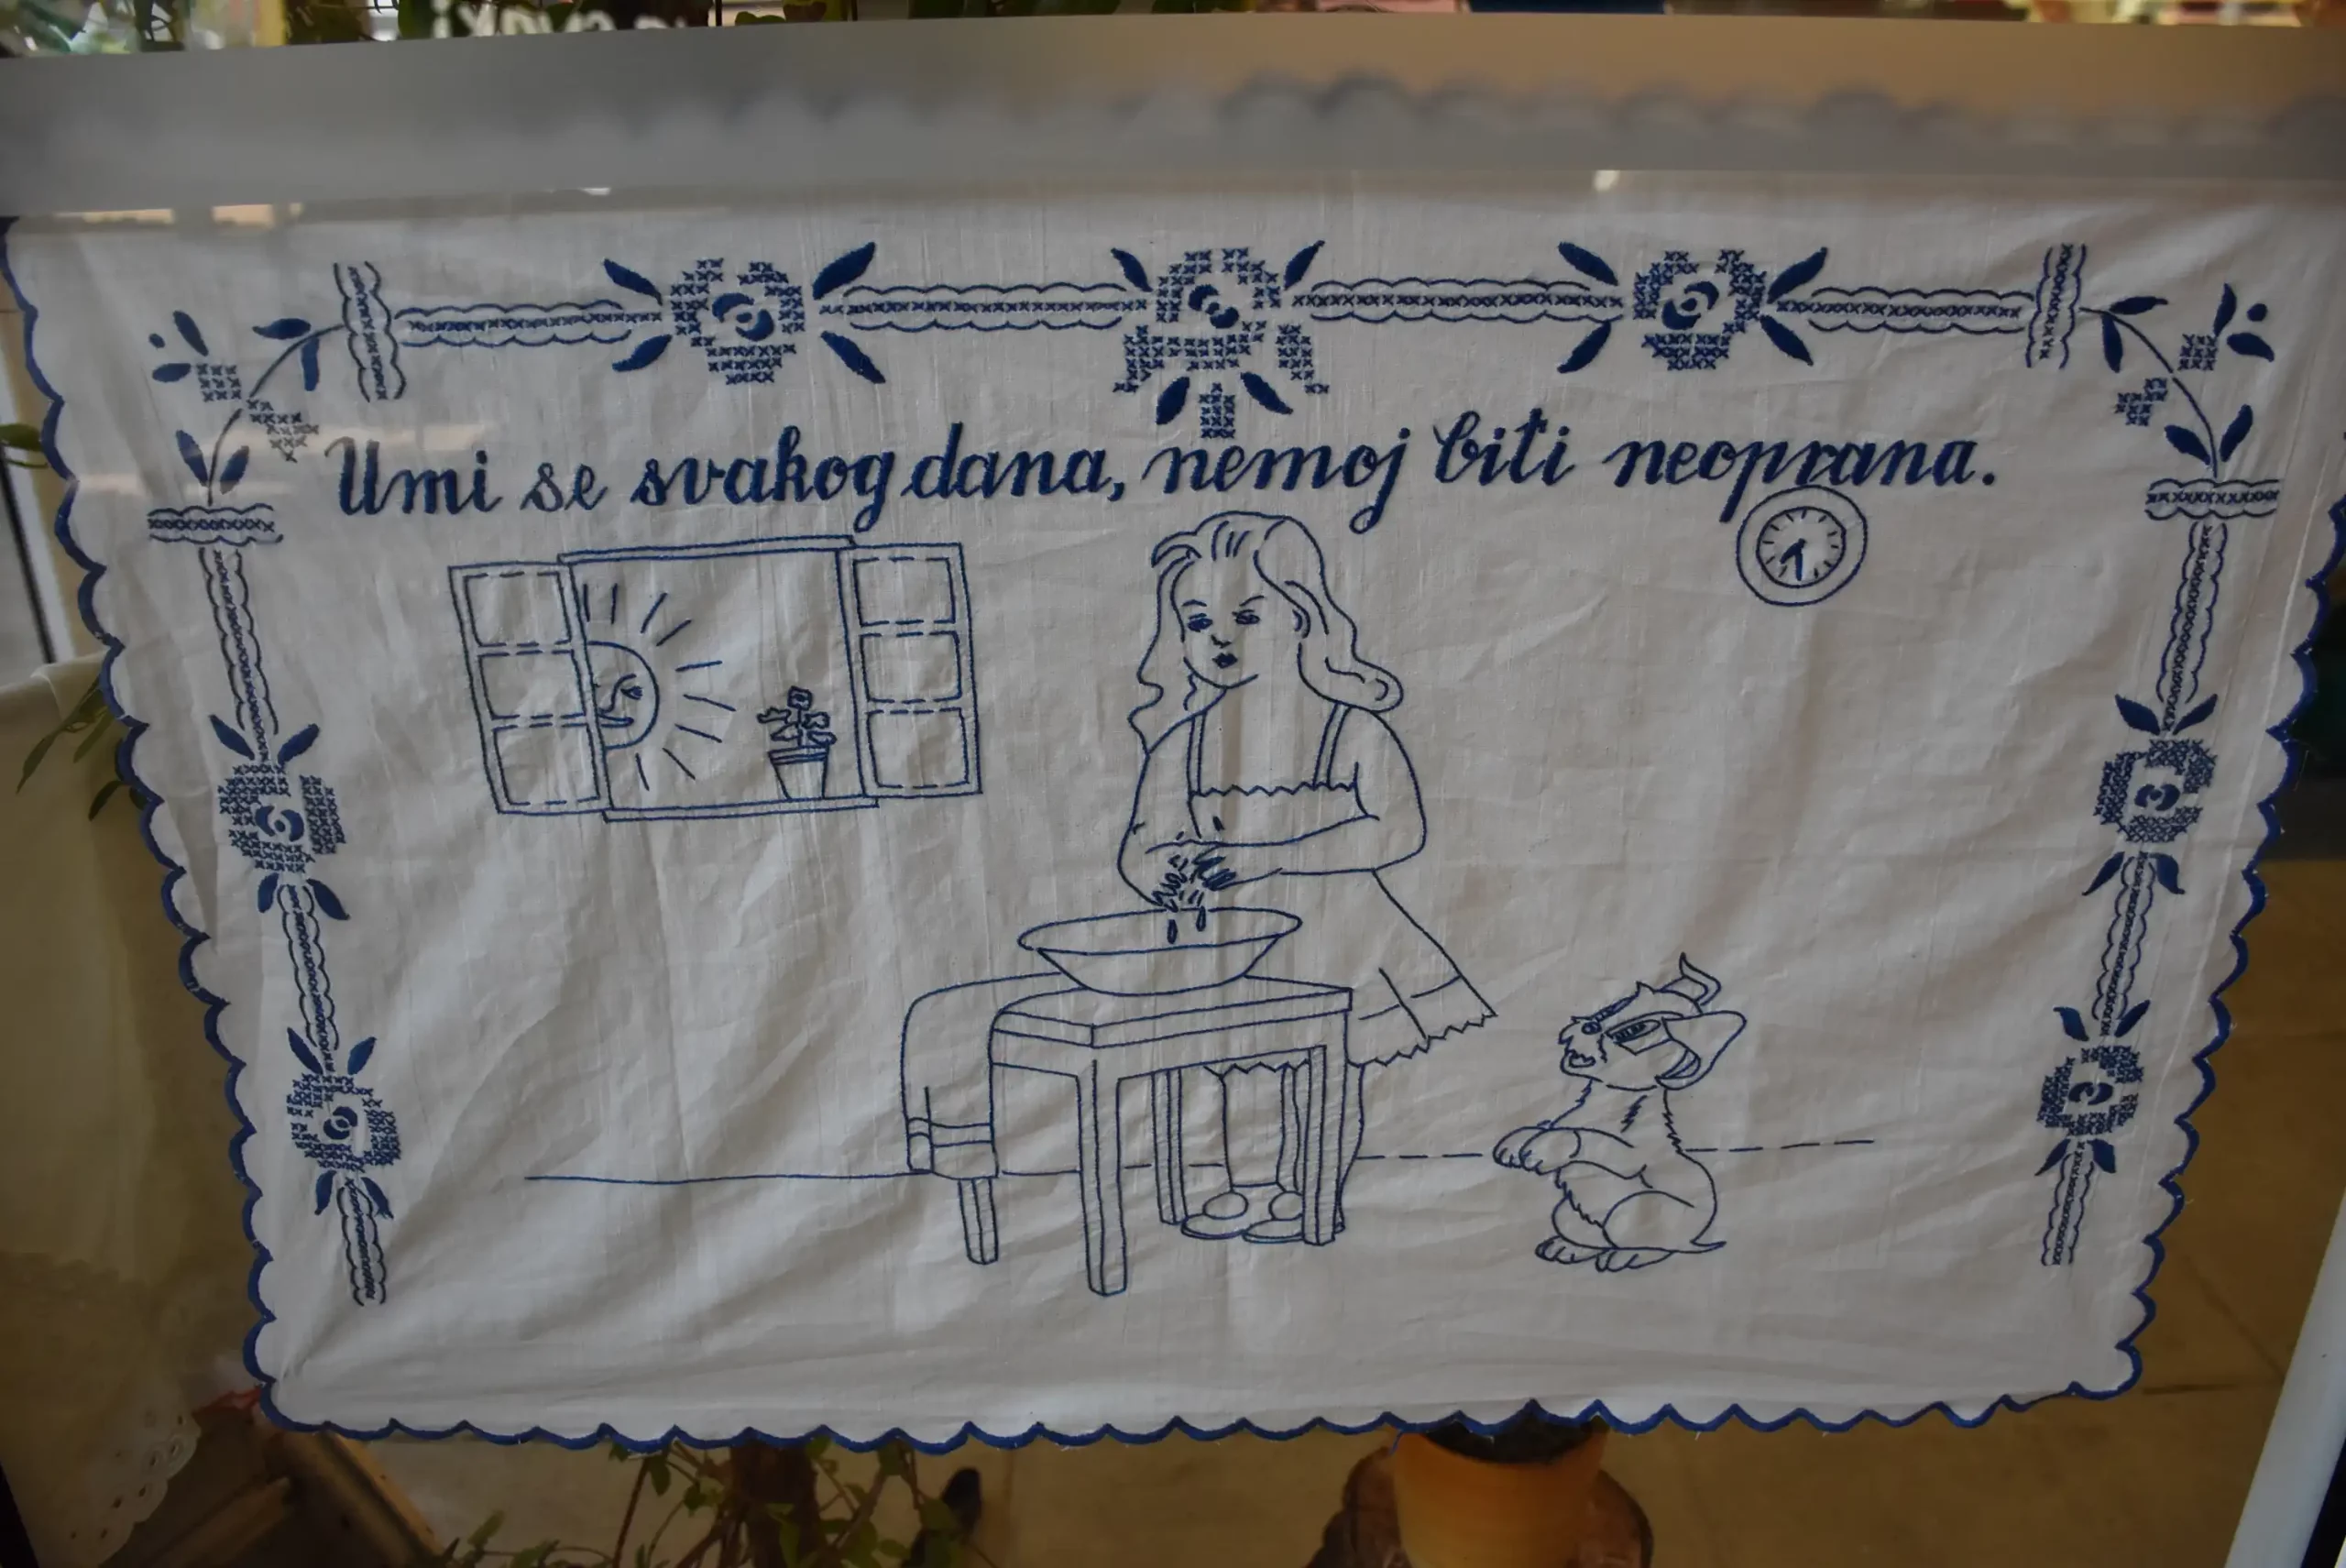 Umi se svakog dana, nemoj biti neoprana.